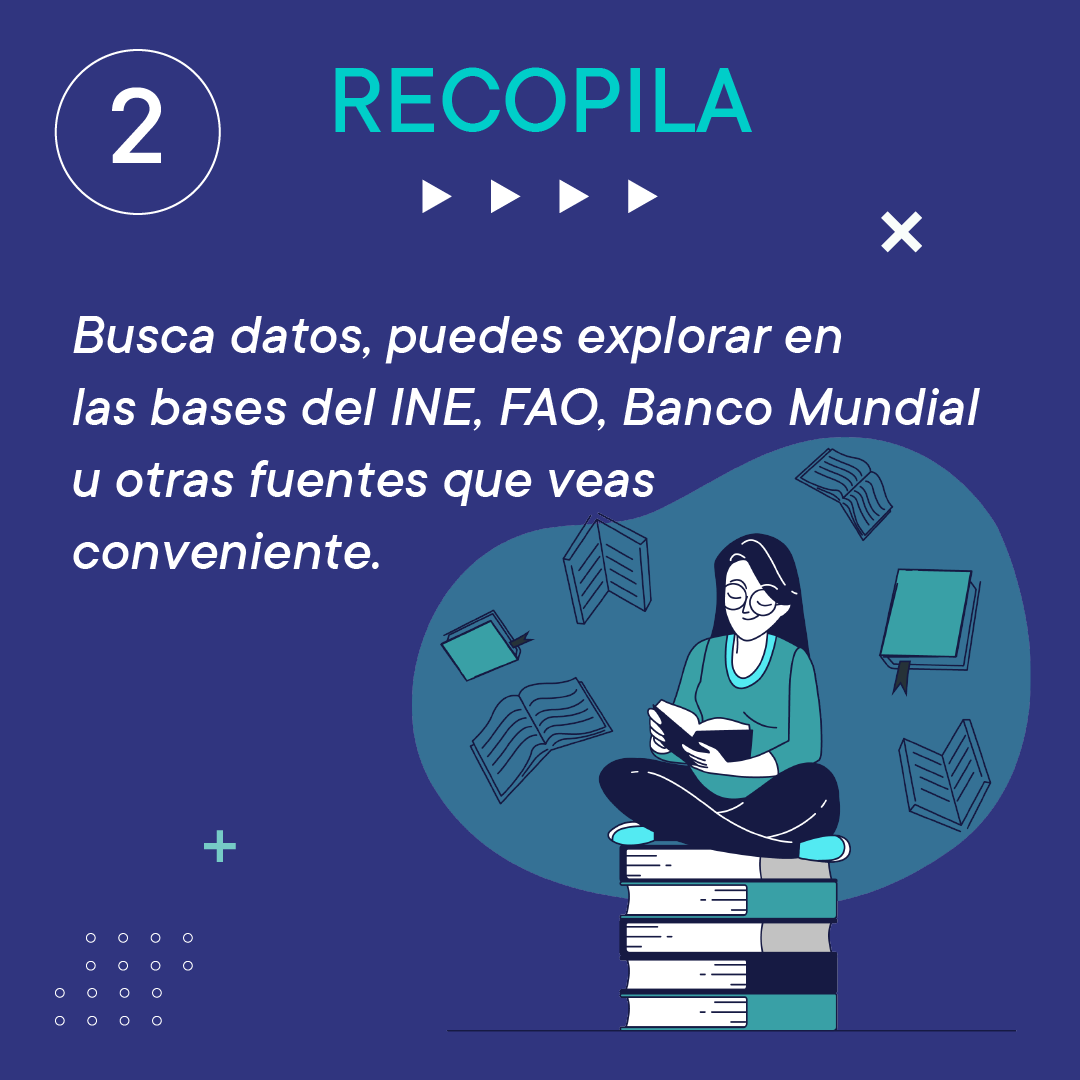 2
RECOPILA
Busca datos, puedes explorar en
las bases del INE, FAO, Banco Mundial
u otras fuentes que veas
conveniente.